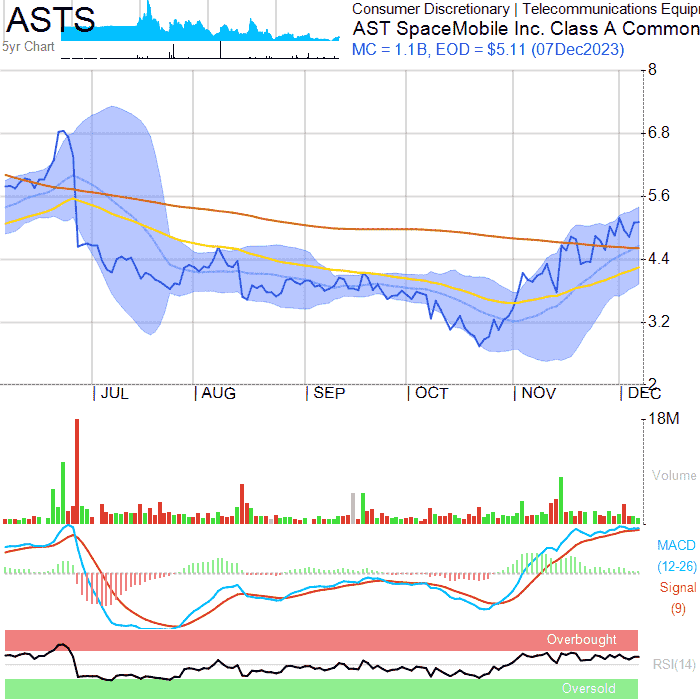 ASTS
5yr Chart
Consumer Discretionary | Telecommunications Equip
AST SpaceMobile Inc. Class A Common
MC = 1.1B, EOD = $5.11 (07Dec2023)
8
6.8
5.6
4.4
3.2
2
JUL AUG SEP OCT NOV DEC
18M
Volume
MACD
(12-26)
Signal
(9)
Overbought
RSI(14)
Oversold